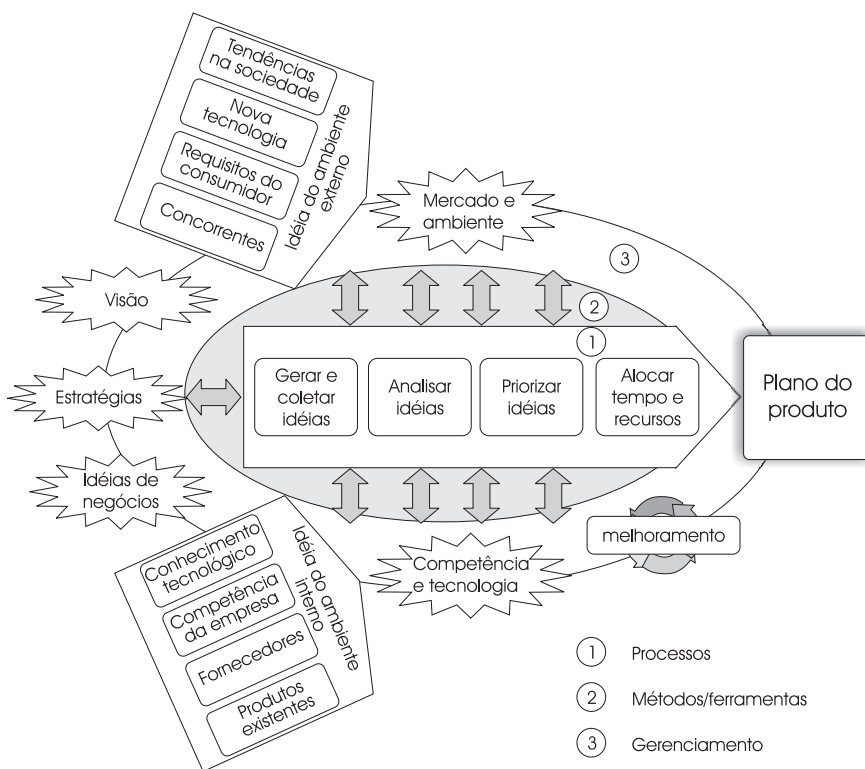 Tendências
na sociedade
Nova
tecnologia
Requisitos do
consumidor
Concorrentes
Idéia do ambiente
externo
Mercado e
ambiente
3
Visão
2
1
Estratégias
Gerar e
coletar
idéias
Analisar
idéias
Priorizar
idéias
Alocar
tempo e
recursos
Plano do
produto
Idéias de
negócios
melhoramento
Conhecimento
tecnológico
Competência
da empresa
Fornecedores
Produtos
existentes
Idéia do ambiente
interno
Competência
e tecnologia
1 Processos
2 Métodos/ferramentas
3 Gerenciamento